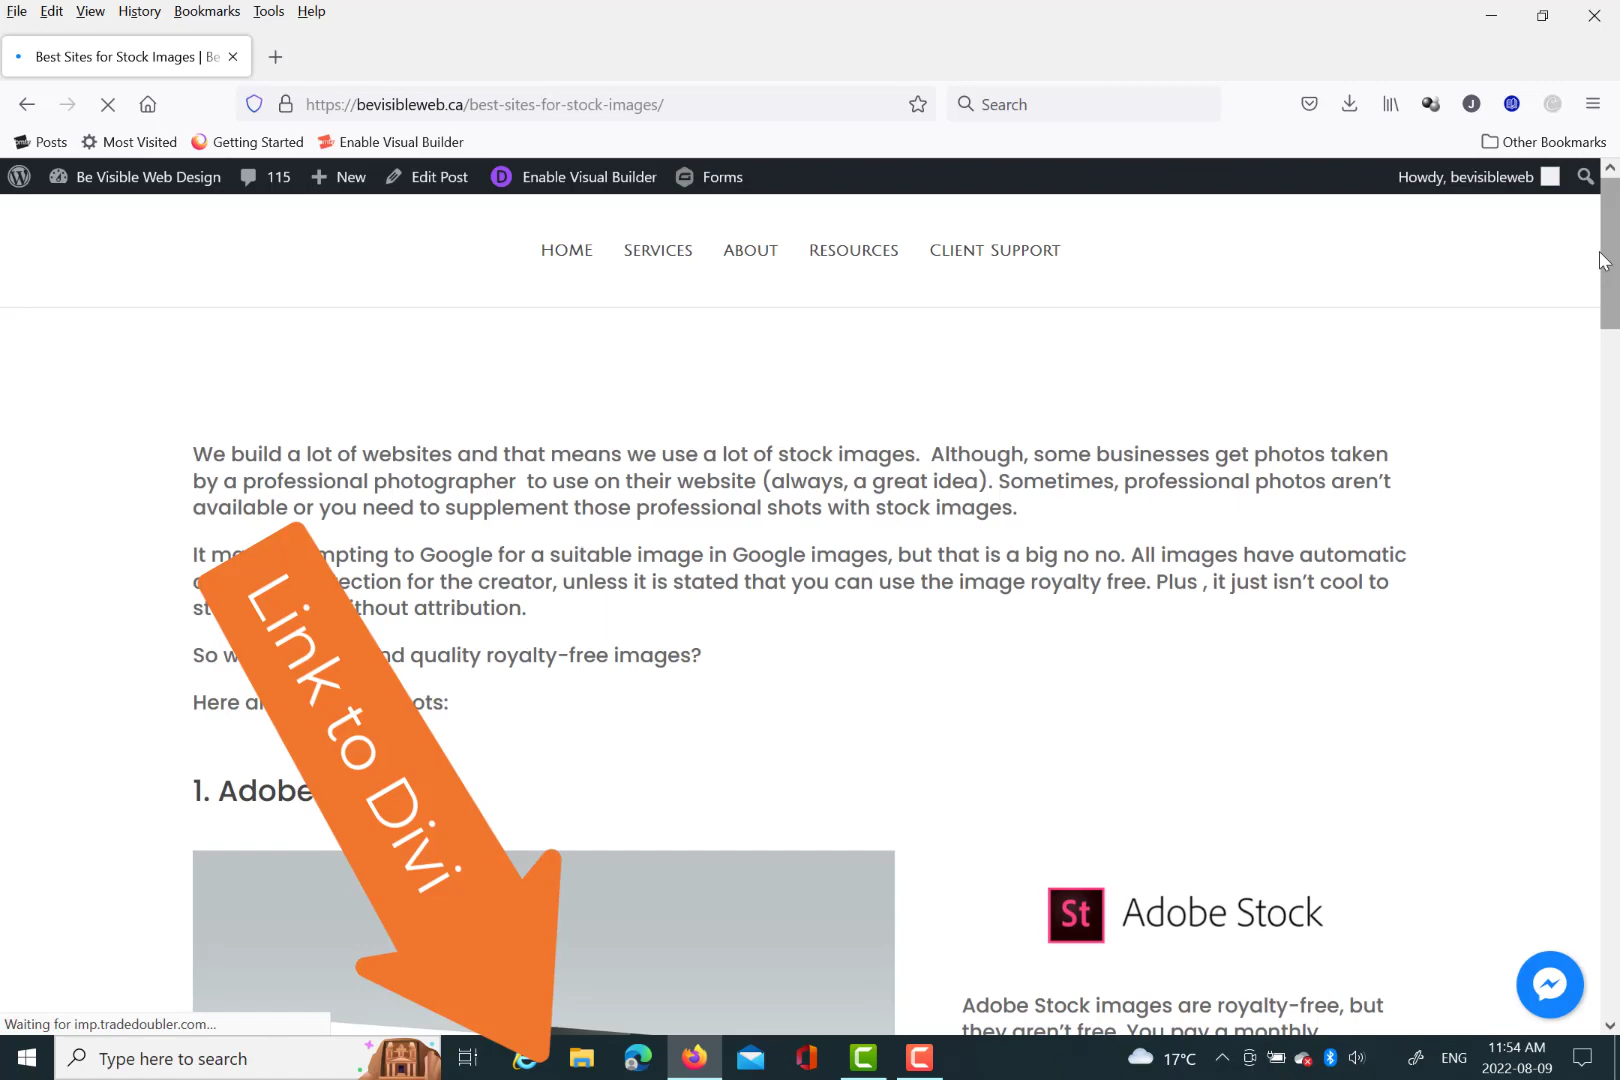 File Edit View History Bookmarks Tools Help
Best Sites for Stock Images | Be
https://bevisibleweb.ca/best-sites-for-stock-images/
Search
Posts Most Visited Getting Started Enable Visual Builder Other Bookmarks
Be Visible Web Design 115 New Edit Post D Enable Visual Builder Forms Howdy, bevisibleweb
HOME SERVICES ABOUT RESOURCES CLIENT SUPPORT
We build a lot of websites and that means we use a lot of stock images. Although, some businesses get photos taken
by a professional photographer to use on their website (always, a great idea). Sometimes, professional photos aren't
available or you need to supplement those professional shots with stock images.
It to Google for a suitable image in Google images, but that is a big no no. All images have automatic
for the creator, unless it is stated that you can use the image royalty free. Plus , it just isn't cool to
attribution.
So quality royalty-free images?
Here
1. Adobe
Link to Divi
St Adobe Stock
Adobe Stock images are royalty-free, but
they aren't free. You pay a monthly
Waiting for imp.tradedoubler.com...
Type here to search
17°C
ENG
11:54 AM
2022-08-09